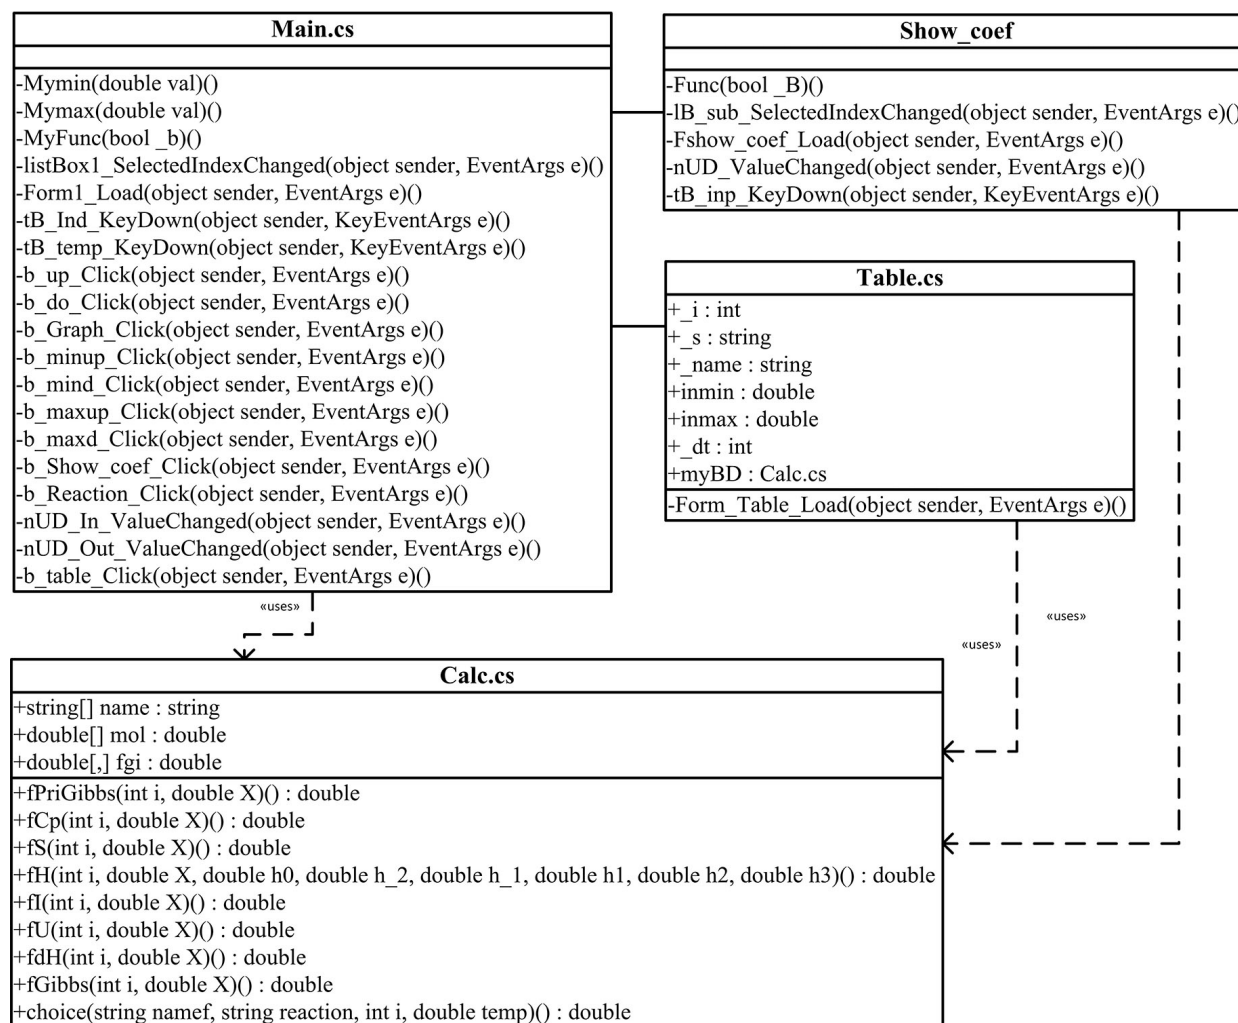 Main.cs
-Mymin(double val)()
-Mymax(double val)()
-MyFunc(bool _b)()
-listBox1_SelectedIndexChanged(object sender, EventArgs e)()
-Form1_Load(object sender, EventArgs e)()
-tB_Ind_KeyDown(object sender, KeyEventArgs e)()
-tB_temp_KeyDown(object sender, KeyEventArgs e)()
-b_up_Click(object sender, EventArgs e)()
-b_do_Click(object sender, EventArgs e)()
-b_Graph_Click(object sender, EventArgs e)()
-b_minup_Click(object sender, EventArgs e)()
-b_mind_Click(object sender, EventArgs e)()
-b_maxup_Click(object sender, EventArgs e)()
-b_maxd_Click(object sender, EventArgs e)()
-b_Show_coef_Click(object sender, EventArgs e)()
-b_Reaction_Click(object sender, EventArgs e)()
-nUD_In_ValueChanged(object sender, EventArgs e)()
-nUD_Out_ValueChanged(object sender, EventArgs e)()
-b_table_Click(object sender, EventArgs e)()
Show_coef
-Func(bool _B)()
-lB_sub_SelectedIndexChanged(object sender, EventArgs e)()
-Fshow_coef_Load(object sender, EventArgs e)()
-nUD_ValueChanged(object sender, EventArgs e)()
-tB_inp_KeyDown(object sender, KeyEventArgs e)()
Table.cs
+_i : int
+_s : string
+_name : string
+inmin : double
+inmax : double
+_dt : int
+myBD : Calc.cs
-Form_Table_Load(object sender, EventArgs e)()
«uses»
«uses»
«uses»
Calc.cs
+string[] name : string
+double[] mol : double
+double[,] fgi : double
+fPriGibbs(int i, double X)() : double
+fCp(int i, double X)() : double
+fS(int i, double X)() : double
+fH(int i, double X, double h0, double h_2, double h_1, double h1, double h2, double h3)() : double
+fI(int i, double X)() : double
+fU(int i, double X)() : double
+fdH(int i, double X)() : double
+fGibbs(int i, double X)() : double
+choice(string namef, string reaction, int i, double temp)() : double